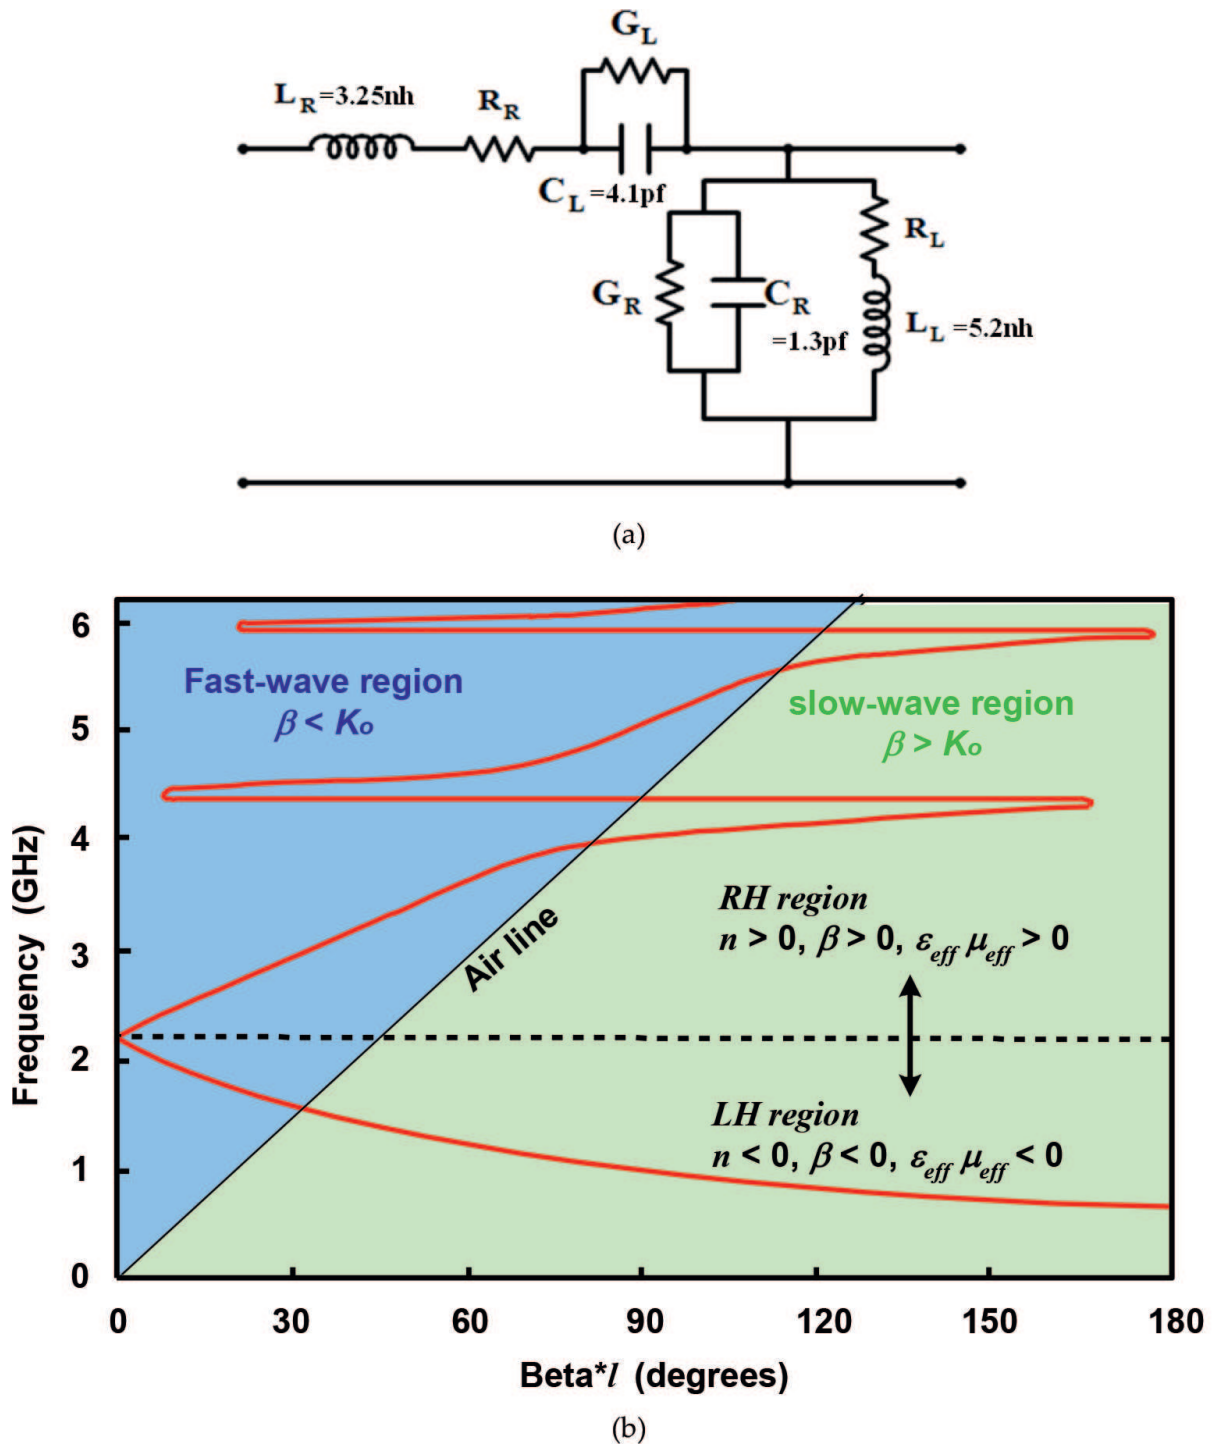 G_L
L_R=3.25nh
R_R
C_L=4.1pf
R_L
G_R
C_R
=1.3pf
L_L=5.2nh
(a)
6
5
4
3
2
1
0
Frequency (GHz)
Fast-wave region
β < Ko
slow-wave region
β > Ko
Air line
RH region
n > 0, β > 0, ε_eff μ_eff > 0
LH region
n < 0, β < 0, ε_eff μ_eff < 0
0 30 60 90 120 150 180
Beta*l (degrees)
(b)